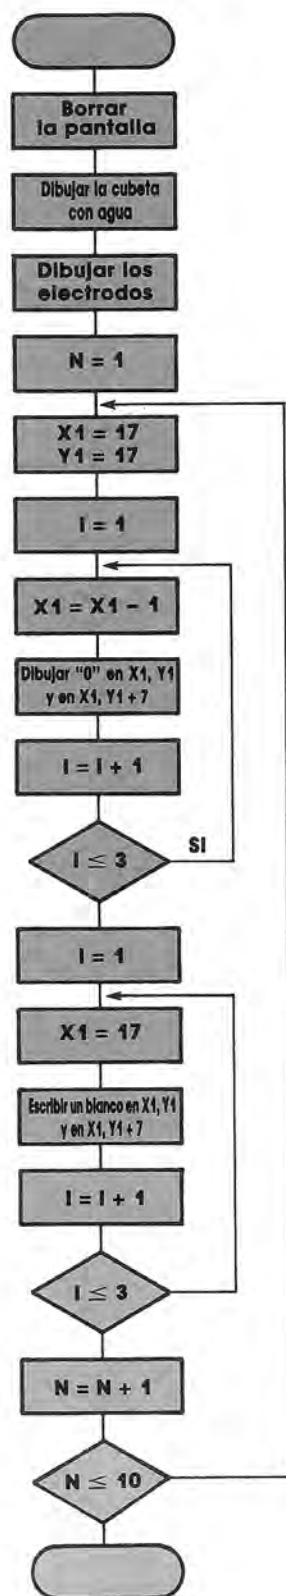 Borrar
la pantalla
Dibujar la cubeta
con agua
Dibujar los
electrodos
N = 1
X1 = 17
Y1 = 17
I = 1
X1 = X1 - 1
Dibujar "0" en X1, Y1
y en X1, Y1 + 7
I = I + 1
I ≤ 3
SI
I = 1
X1 = 17
Escribir un blanco en X1, Y1
y en X1, Y1 + 7
I = I + 1
I ≤ 3
N = N + 1
N ≤ 10